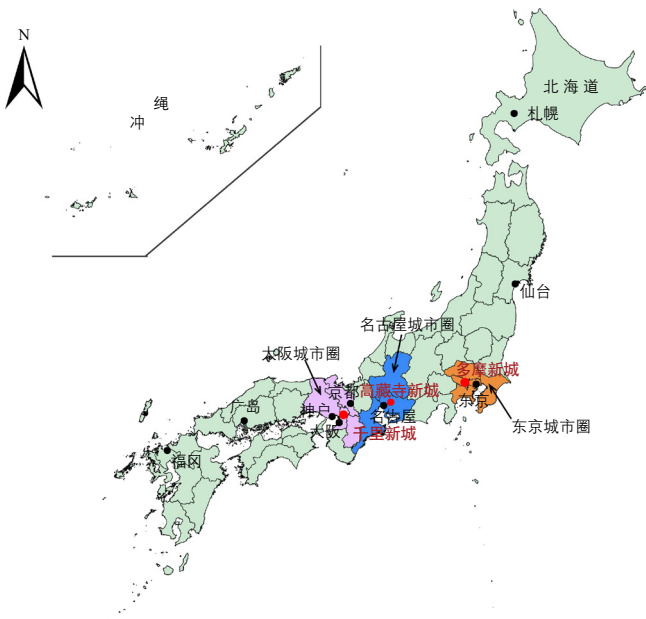 N
绳
冲
北海道
札幌
仙台
名古屋城市圈
大阪城市圈
多摩新城
京都
高藏寺新城
东京
广岛
神户
名古屋
东京城市圈
大阪
千里新城
福冈